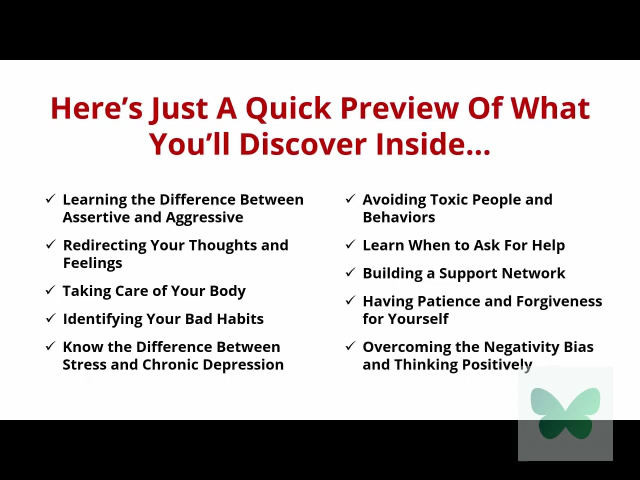 Here’s Just A Quick Preview Of What
You’ll Discover Inside...
✓ Learning the Difference Between
Assertive and Aggressive
✓ Redirecting Your Thoughts and
Feelings
✓ Taking Care of Your Body
✓ Identifying Your Bad Habits
✓ Know the Difference Between
Stress and Chronic Depression
✓ Avoiding Toxic People and
Behaviors
✓ Learn When to Ask For Help
✓ Building a Support Network
✓ Having Patience and Forgiveness
for Yourself
✓ Overcoming the Negativity Bias
and Thinking Positively